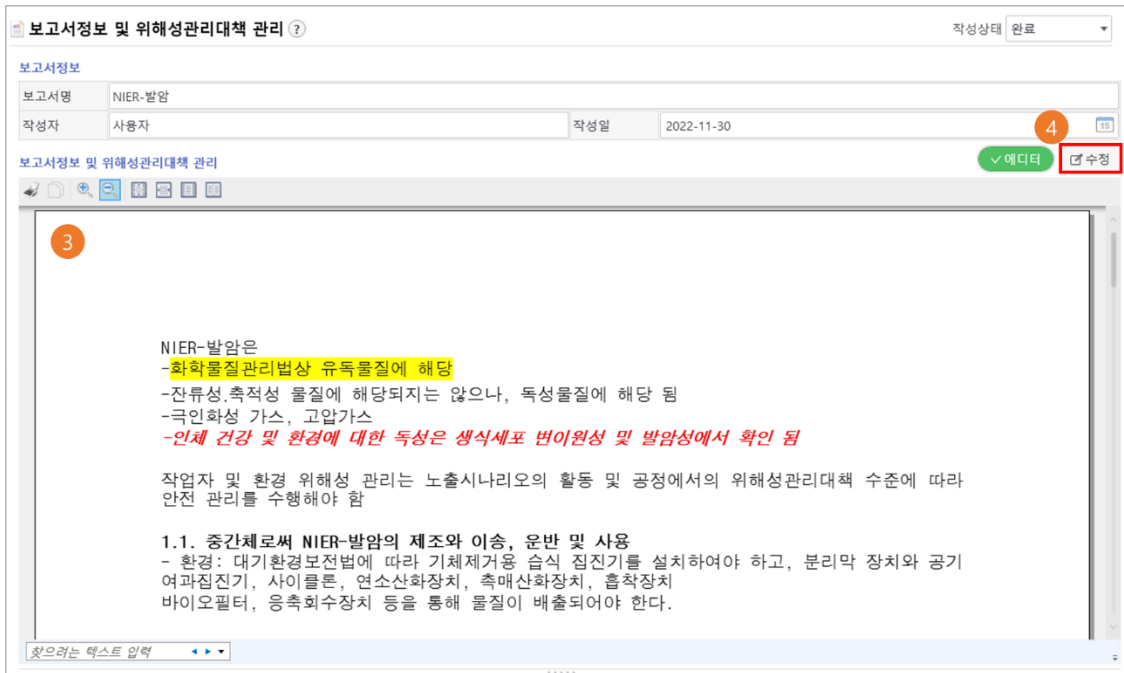 보고서정보 및 위해성관리대책 관리 ?
작성상태 완료
보고서정보
보고서명 NIER-발암
작성자 사용자 작성일 2022-11-30 15
4
보고서정보 및 위해성관리대책 관리
에디터 수정
3
NIER-발암은
-화학물질관리법상 유독물질에 해당
-잔류성.축적성 물질에 해당되지는 않으나, 독성물질에 해당 됨
-극인화성 가스, 고압가스
-인체 건강 및 환경에 대한 독성은 생식세포 변이원성 및 발암성에서 확인 됨
작업자 및 환경 위해성 관리는 노출시나리오의 활동 및 공정에서의 위해성관리대책 수준에 따라
안전 관리를 수행해야 함
1.1. 중간체로써 NIER-발암의 제조와 이송, 운반 및 사용
- 환경: 대기환경보전법에 따라 기체제거용 습식 집진기를 설치하여야 하고, 분리막 장치와 공기
여과집진기, 사이클론, 연소산화장치, 촉매산화장치, 흡착장치
바이오필터, 응축회수장치 등을 통해 물질이 배출되어야 한다.
찾으려는 텍스트 입력